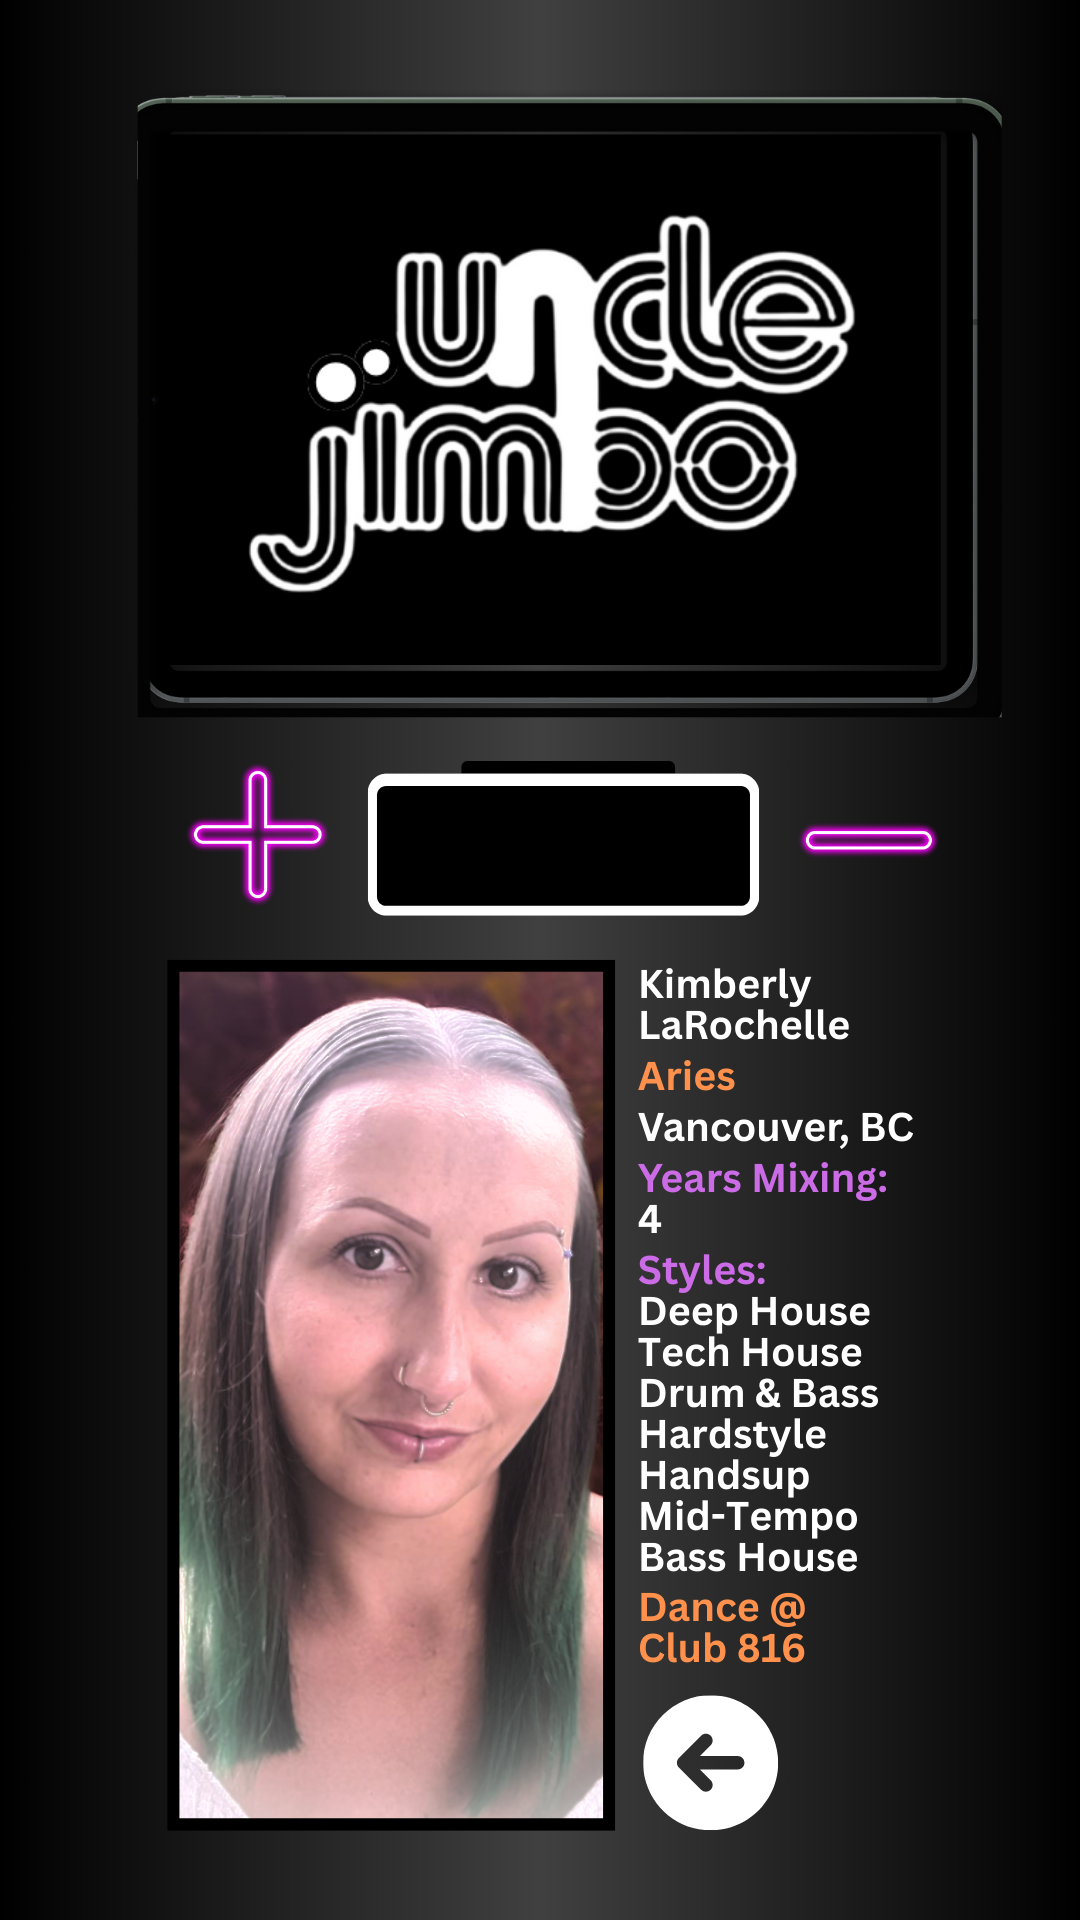 uncle
jimbo
Kimberly
LaRochelle
Aries
Vancouver, BC
Years Mixing:
4
Styles:
Deep House
Tech House
Drum & Bass
Hardstyle
Handsup
Mid-Tempo
Bass House
Dance @
Club 816